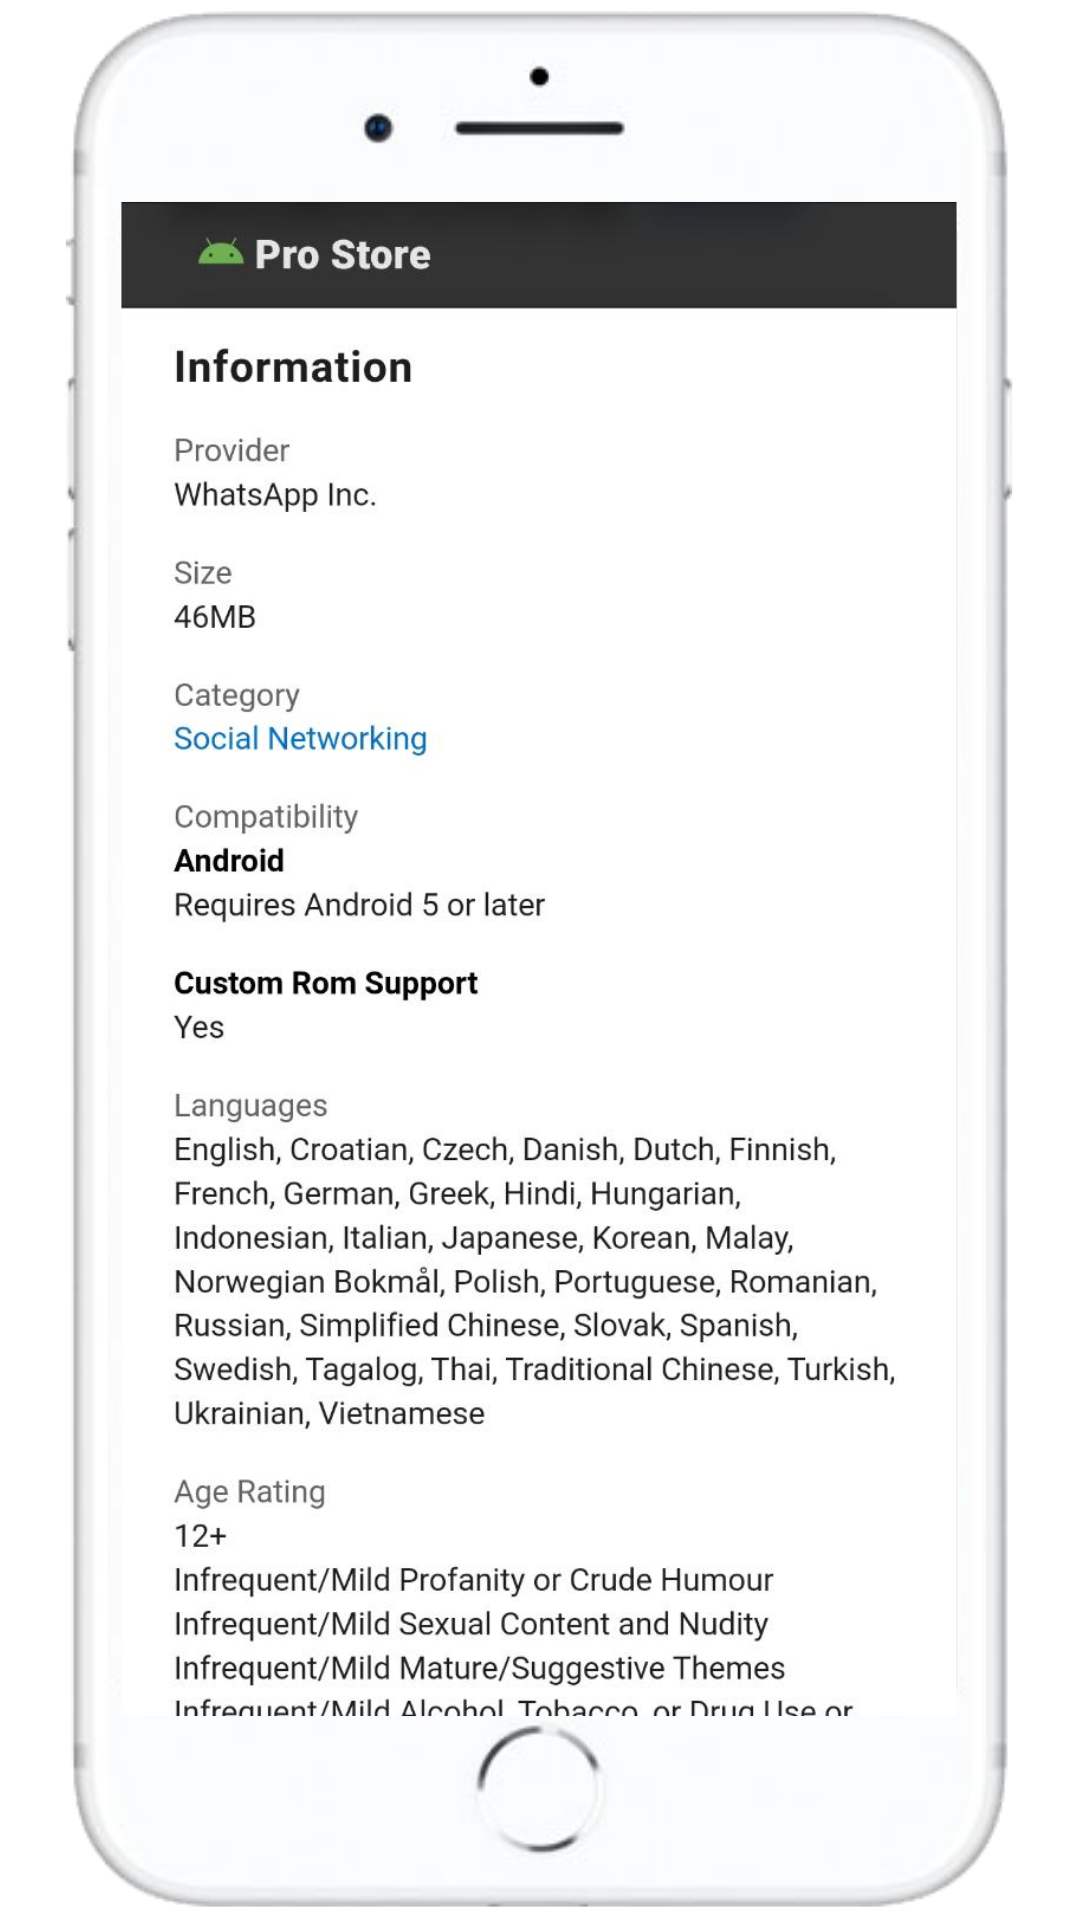 Pro Store
Information
Provider
WhatsApp Inc.
Size
46MB
Category
Social Networking
Compatibility
Android
Requires Android 5 or later
Custom Rom Support
Yes
Languages
English, Croatian, Czech, Danish, Dutch, Finnish,
French, German, Greek, Hindi, Hungarian,
Indonesian, Italian, Japanese, Korean, Malay,
Norwegian Bokmål, Polish, Portuguese, Romanian,
Russian, Simplified Chinese, Slovak, Spanish,
Swedish, Tagalog, Thai, Traditional Chinese, Turkish,
Ukrainian, Vietnamese
Age Rating
12+
Infrequent/Mild Profanity or Crude Humour
Infrequent/Mild Sexual Content and Nudity
Infrequent/Mild Mature/Suggestive Themes
Infrequent/Mild Alcohol, Tobacco, or Drug Use or